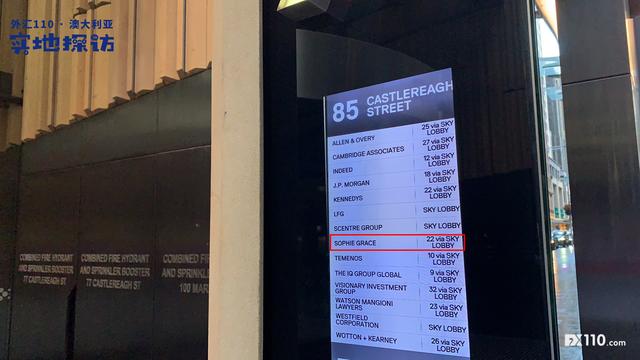 外汇110 · 澳大利亚
实地探访
85 CASTLEREAGH
STREET
ALLEN & OVERY 25 via SKY
LOBBY
CAMBRIDGE ASSOCIATES 27 via SKY
LOBBY
INDEED 12 via SKY
LOBBY
J.P. MORGAN 18 via SKY
LOBBY
KENNEDYS 22 via SKY
LOBBY
LFG SKY LOBBY
SCENTRE GROUP SKY LOBBY
SOPHIE GRACE 22 via SKY
LOBBY
TEMENOS 10 via SKY
LOBBY
THE IQ GROUP GLOBAL 9 via SKY
LOBBY
VISIONARY INVESTMENT
GROUP 32 via SKY
LOBBY
WATSON MANGIONI
LAWYERS 23 via SKY
LOBBY
WESTFIELD
CORPORATION SKY LOBBY
WOTTON + KEARNEY 26 via SKY
LOBBY
COMBINED FIRE HYDRANT
AND SPRINKLER BOOSTER
77 CASTLEREAGH ST
COMBINED FIRE HYDRANT
AND SPRINKLER BOOSTER
77 CASTLEREAGH ST
COMBINED FI
AND SPRINKL
100 MAR
FX110.com